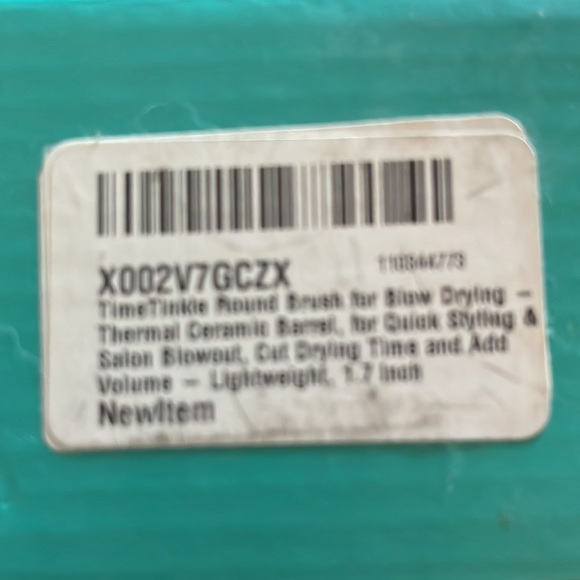 X002V7GCZX 110844773
TimeTinkle Round Brush for Blow Drying –
Thermal Ceramic Barrel, for Quick Styling &
Salon Blowout, Cut Drying Time and Add
Volume – Lightweight, 1.7 Inch
NewItem